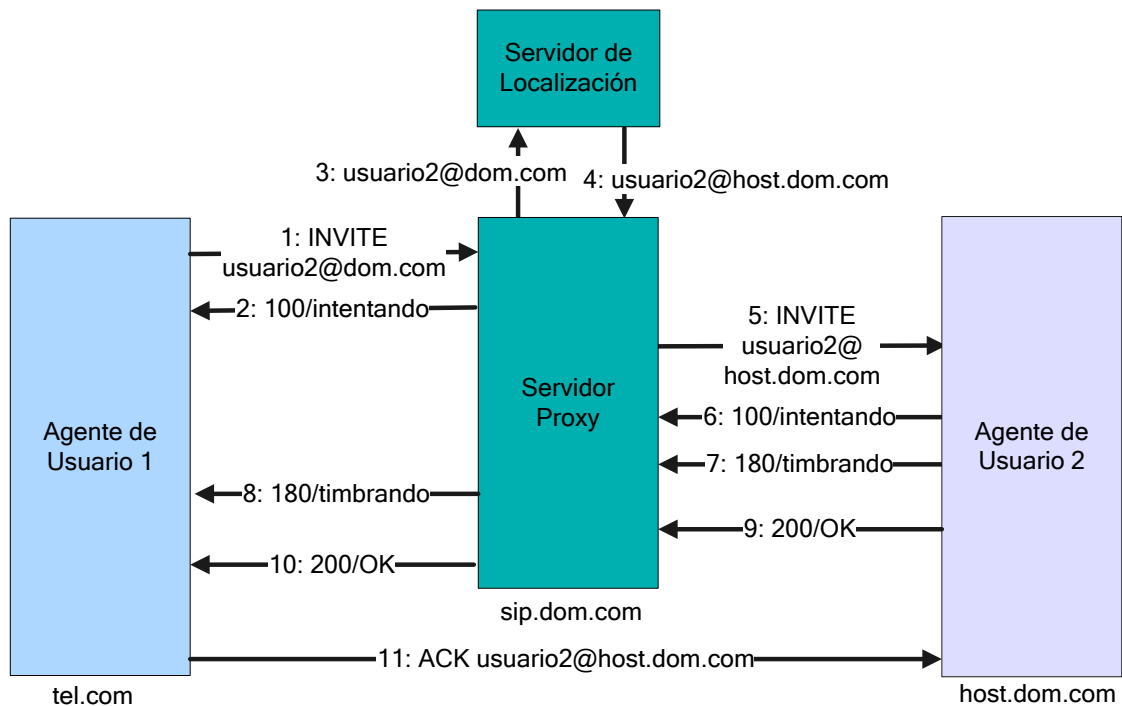 Servidor de
Localización
3: usuario2@dom.com
4: usuario2@host.dom.com
1: INVITE
usuario2@dom.com
2: 100/intentando
5: INVITE
usuario2@
host.dom.com
Servidor
Proxy
6: 100/intentando
Agente de
Usuario 1
Agente de
Usuario 2
7: 180/timbrando
8: 180/timbrando
9: 200/OK
10: 200/OK
sip.dom.com
11: ACK usuario2@host.dom.com
tel.com
host.dom.com